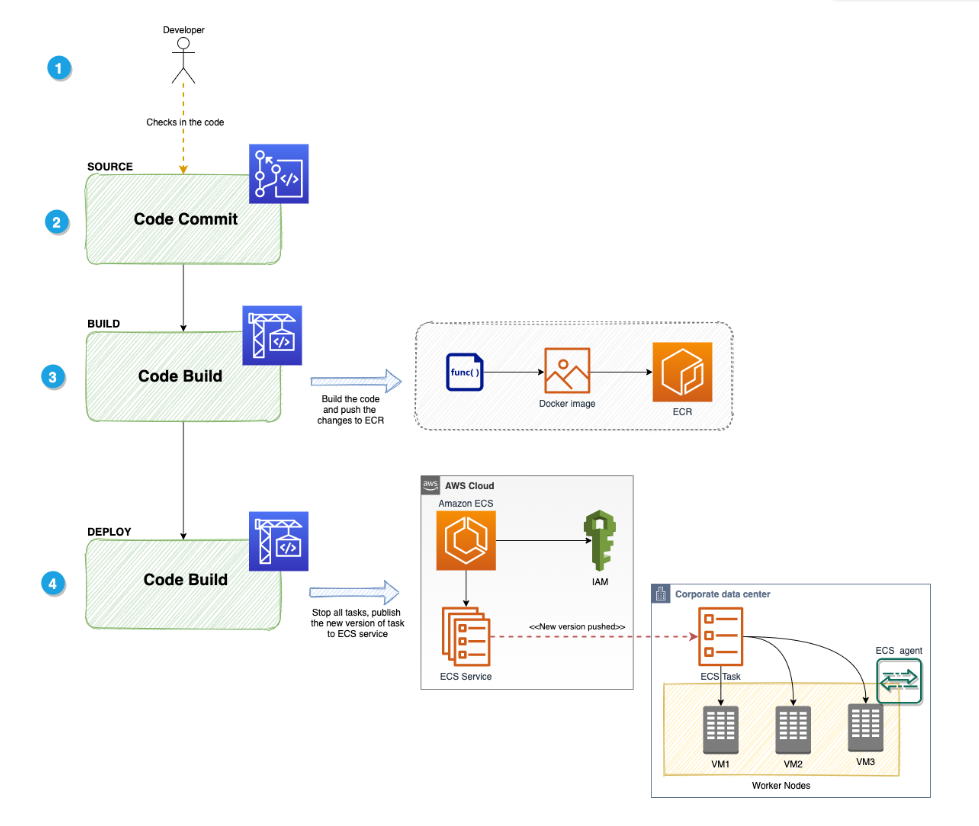 Developer
1
Checks in the code
SOURCE
Code Commit
2
BUILD
Code Build
3
Build the code
and push the
changes to ECR
func( )
Docker image
ECR
DEPLOY
Code Build
4
Stop all tasks, publish
the new version of task
to ECS service
aws
AWS Cloud
Amazon ECS
IAM
ECS Service
<<New version pushed>>
Corporate data center
ECS Task
ECS agent
VM1
VM2
VM3
Worker Nodes